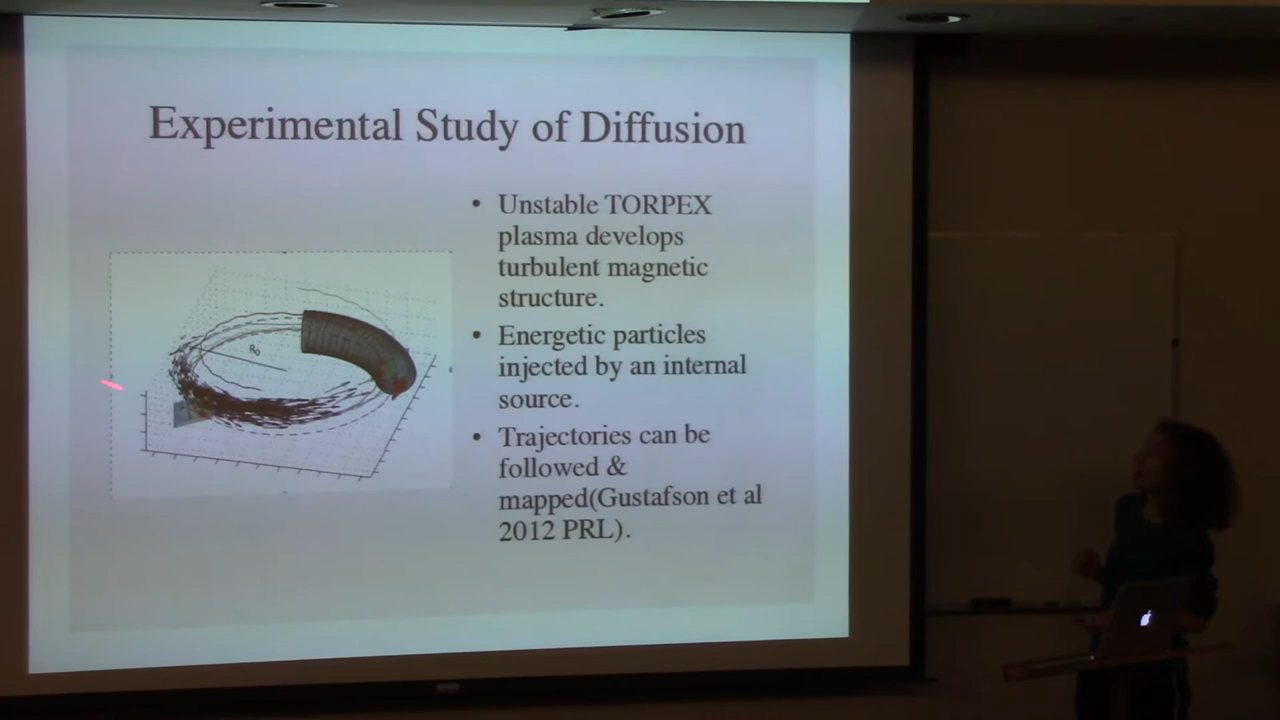 Experimental Study of Diffusion
• Unstable TORPEX
plasma develops
turbulent magnetic
structure.
• Energetic particles
injected by an internal
source.
• Trajectories can be
followed &
mapped(Gustafson et al
2012 PRL).
R₀